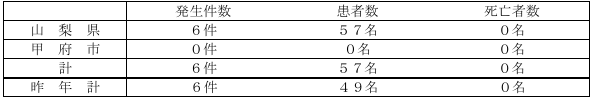 発生件数 患者数 死亡者数
山 梨 県 ６件 ５７名 ０名
甲 府 市 ０件 ０名 ０名
計 ６件 ５７名 ０名
昨 年 計 ６件 ４９名 ０名